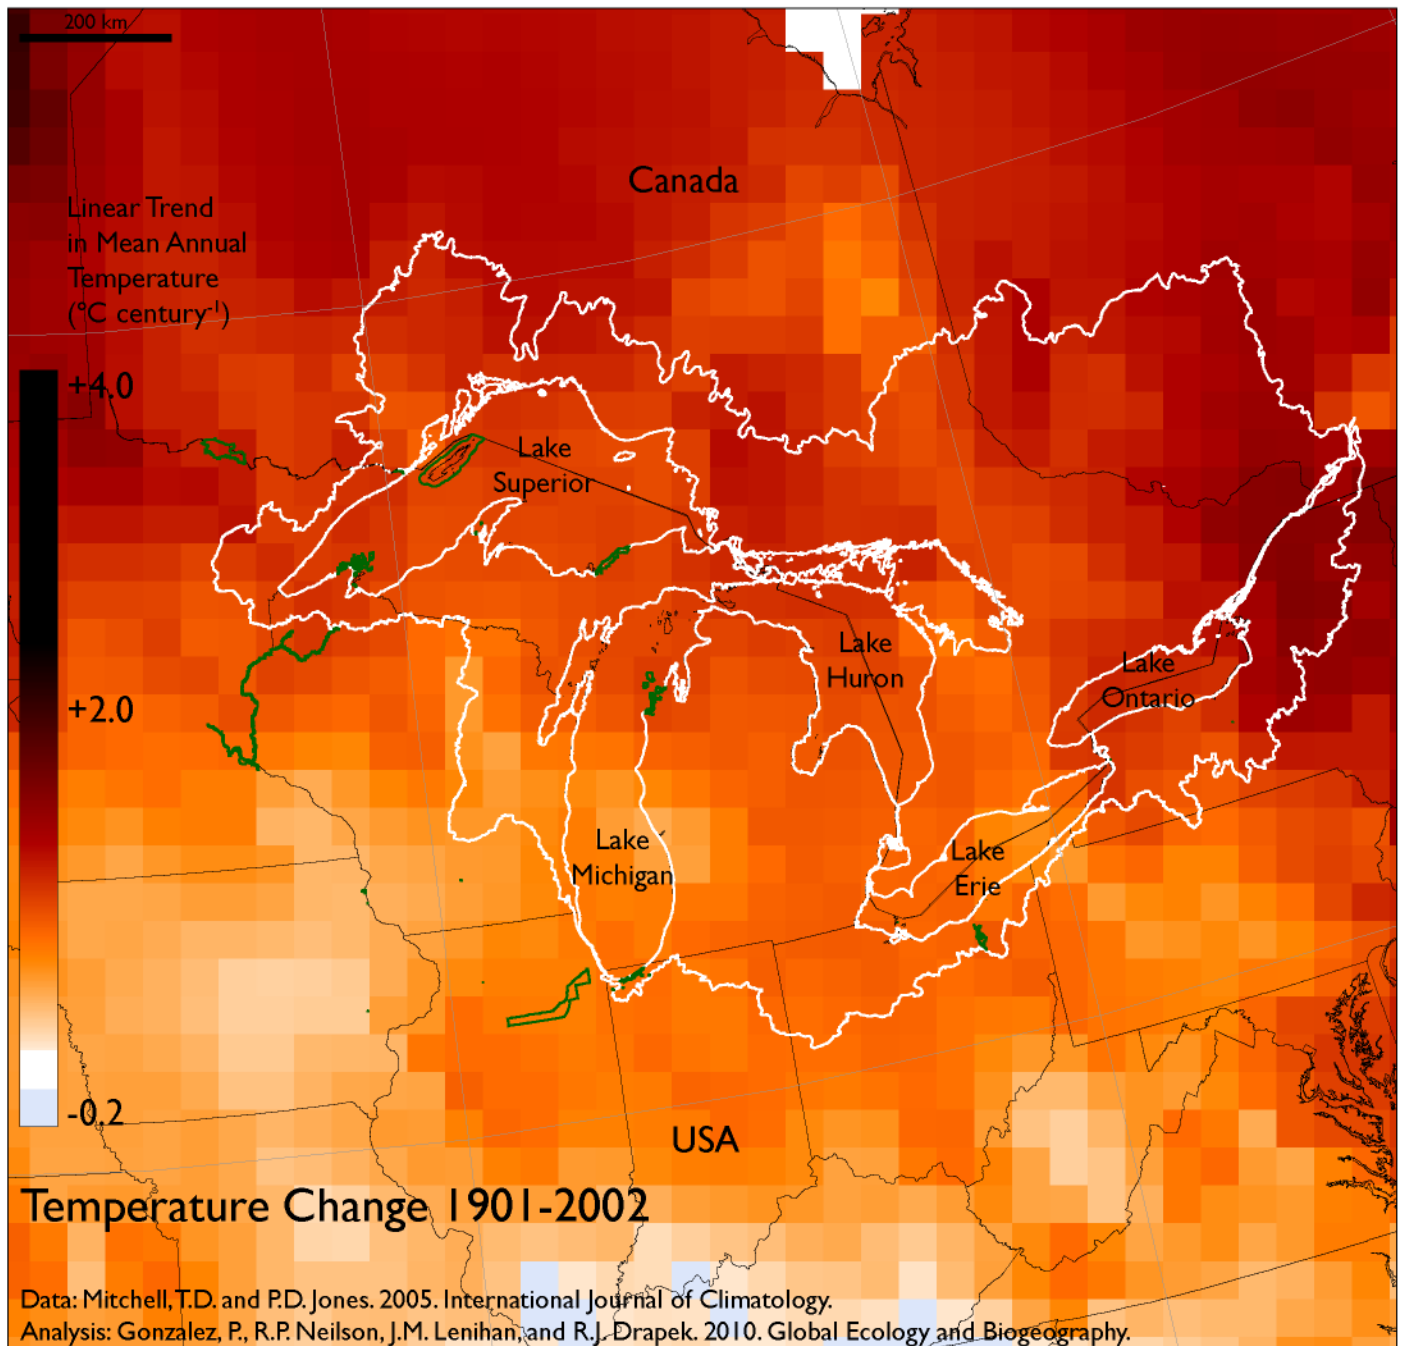 200 km
Canada
Linear Trend
in Mean Annual
Temperature
(°C century⁻¹)
+4.0
Lake
Superior
Lake
Huron
Lake
Ontario
+2.0
Lake
Michigan
Lake
Erie
-0.2
USA
Temperature Change 1901-2002
Data: Mitchell, T.D. and P.D. Jones. 2005. International Journal of Climatology.
Analysis: Gonzalez, P., R.P. Neilson, J.M. Lenihan, and R.J. Drapek. 2010. Global Ecology and Biogeography.